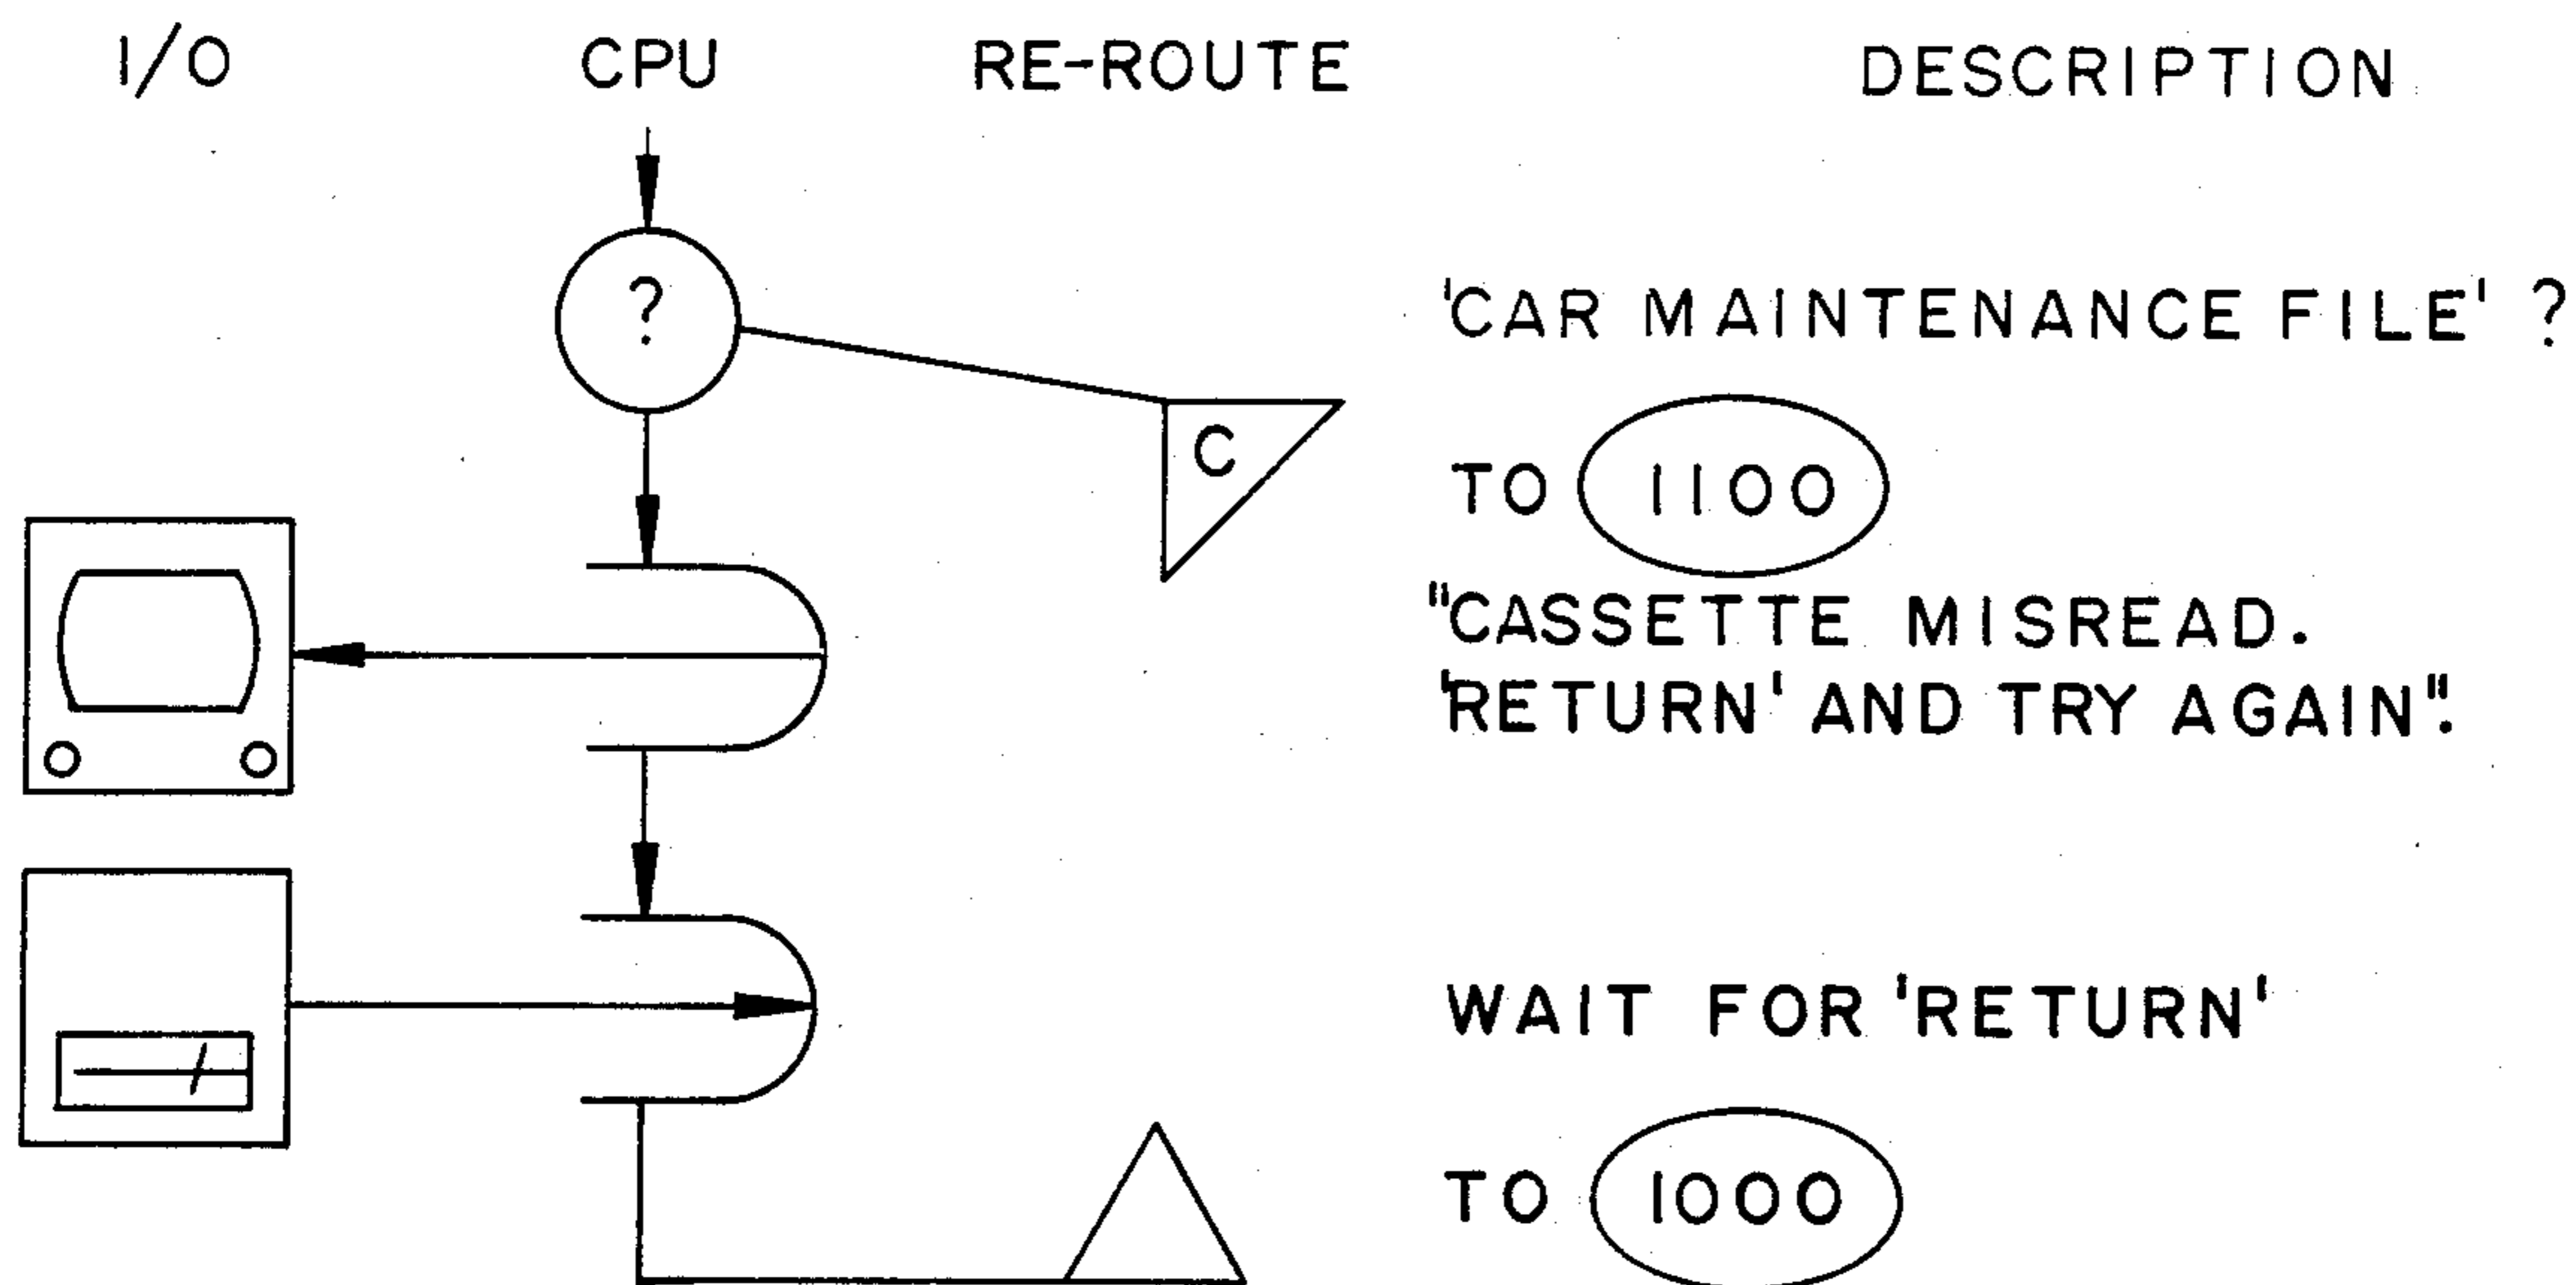 I/O CPU RE-ROUTE DESCRIPTION
?
'CAR MAINTENANCE FILE' ?
C
TO 1100
"CASSETTE MISREAD.
'RETURN' AND TRY AGAIN".
WAIT FOR 'RETURN'
TO 1000